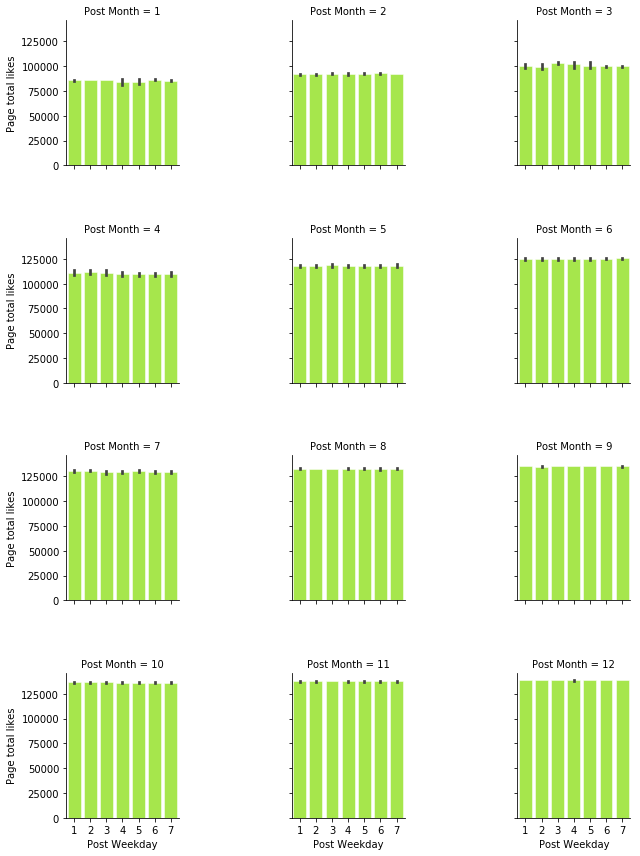 Post Month = 1
Post Month = 2
Post Month = 3
Page total likes
125000
100000
75000
50000
25000
0
Post Month = 4
Post Month = 5
Post Month = 6
Page total likes
125000
100000
75000
50000
25000
0
Post Month = 7
Post Month = 8
Post Month = 9
Page total likes
125000
100000
75000
50000
25000
0
Post Month = 10
Post Month = 11
Post Month = 12
Page total likes
125000
100000
75000
50000
25000
0
1 2 3 4 5 6 7
1 2 3 4 5 6 7
1 2 3 4 5 6 7
Post Weekday
Post Weekday
Post Weekday